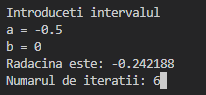 Introduceti intervalul
a = -0.5
b = 0
Radacina este: -0.242188
Numarul de iteratii: 6